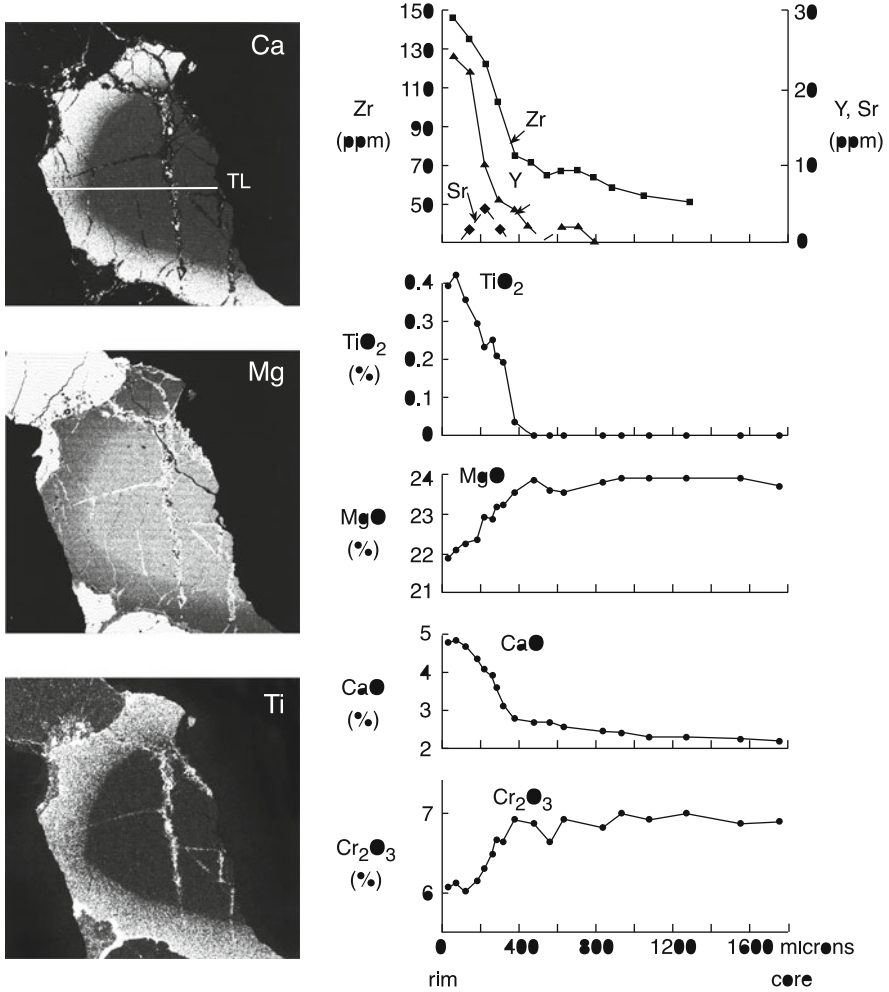 Ca
TL
Mg
Ti
150
130
110
90
70
50
Zr
(ppm)
30
20
10
0
Y, Sr
(ppm)
Zr
Y
Sr
0.4
0.3
0.2
0.1
0
TiO2
(%)
TiO2
24
23
22
21
MgO
(%)
MgO
5
4
3
2
CaO
(%)
CaO
7
6
Cr2O3
(%)
Cr2O3
0 400 800 1200 1600 microns
rim core